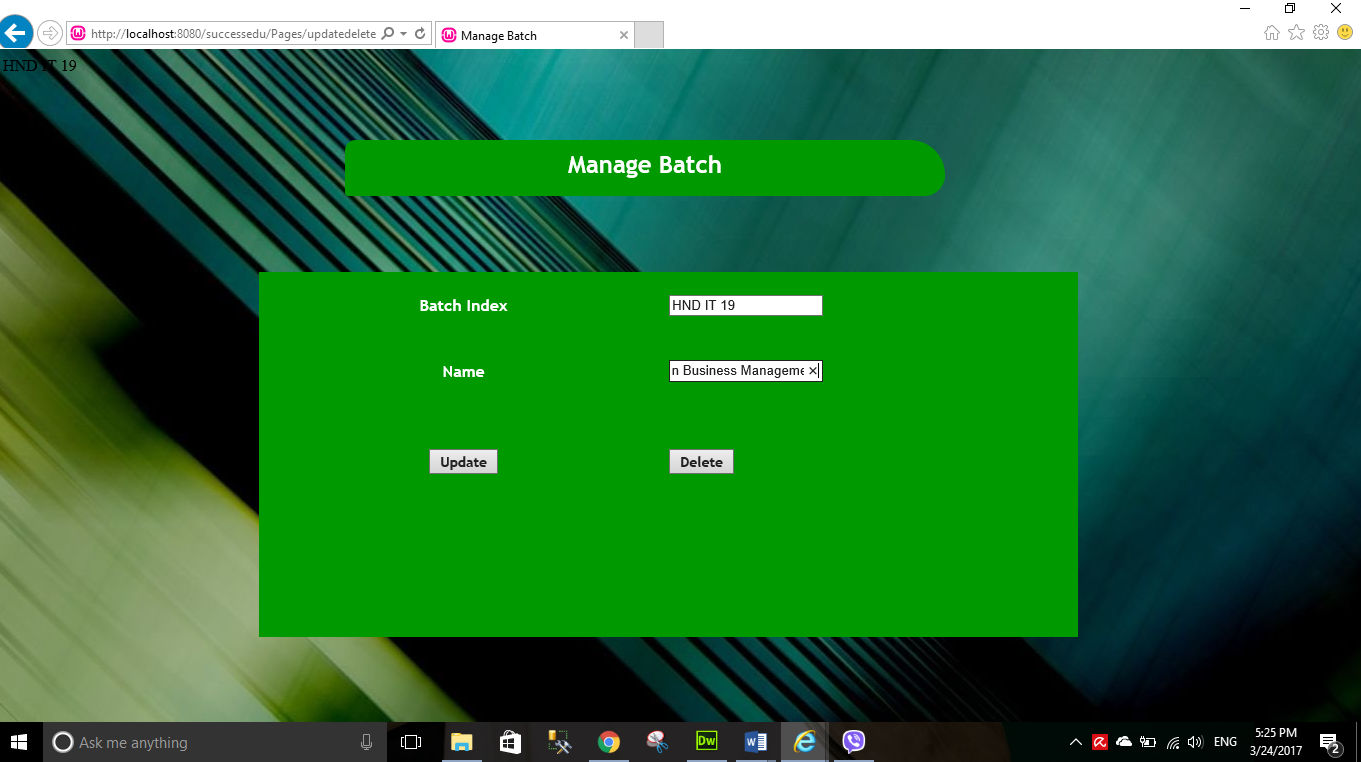 http://localhost:8080/successedu/Pages/updatedelete
Manage Batch
HND IT 19
Manage Batch
Batch Index
HND IT 19
Name
n Business Manageme
Update
Delete
Ask me anything
Dw
ENG
5:25 PM
3/24/2017
2